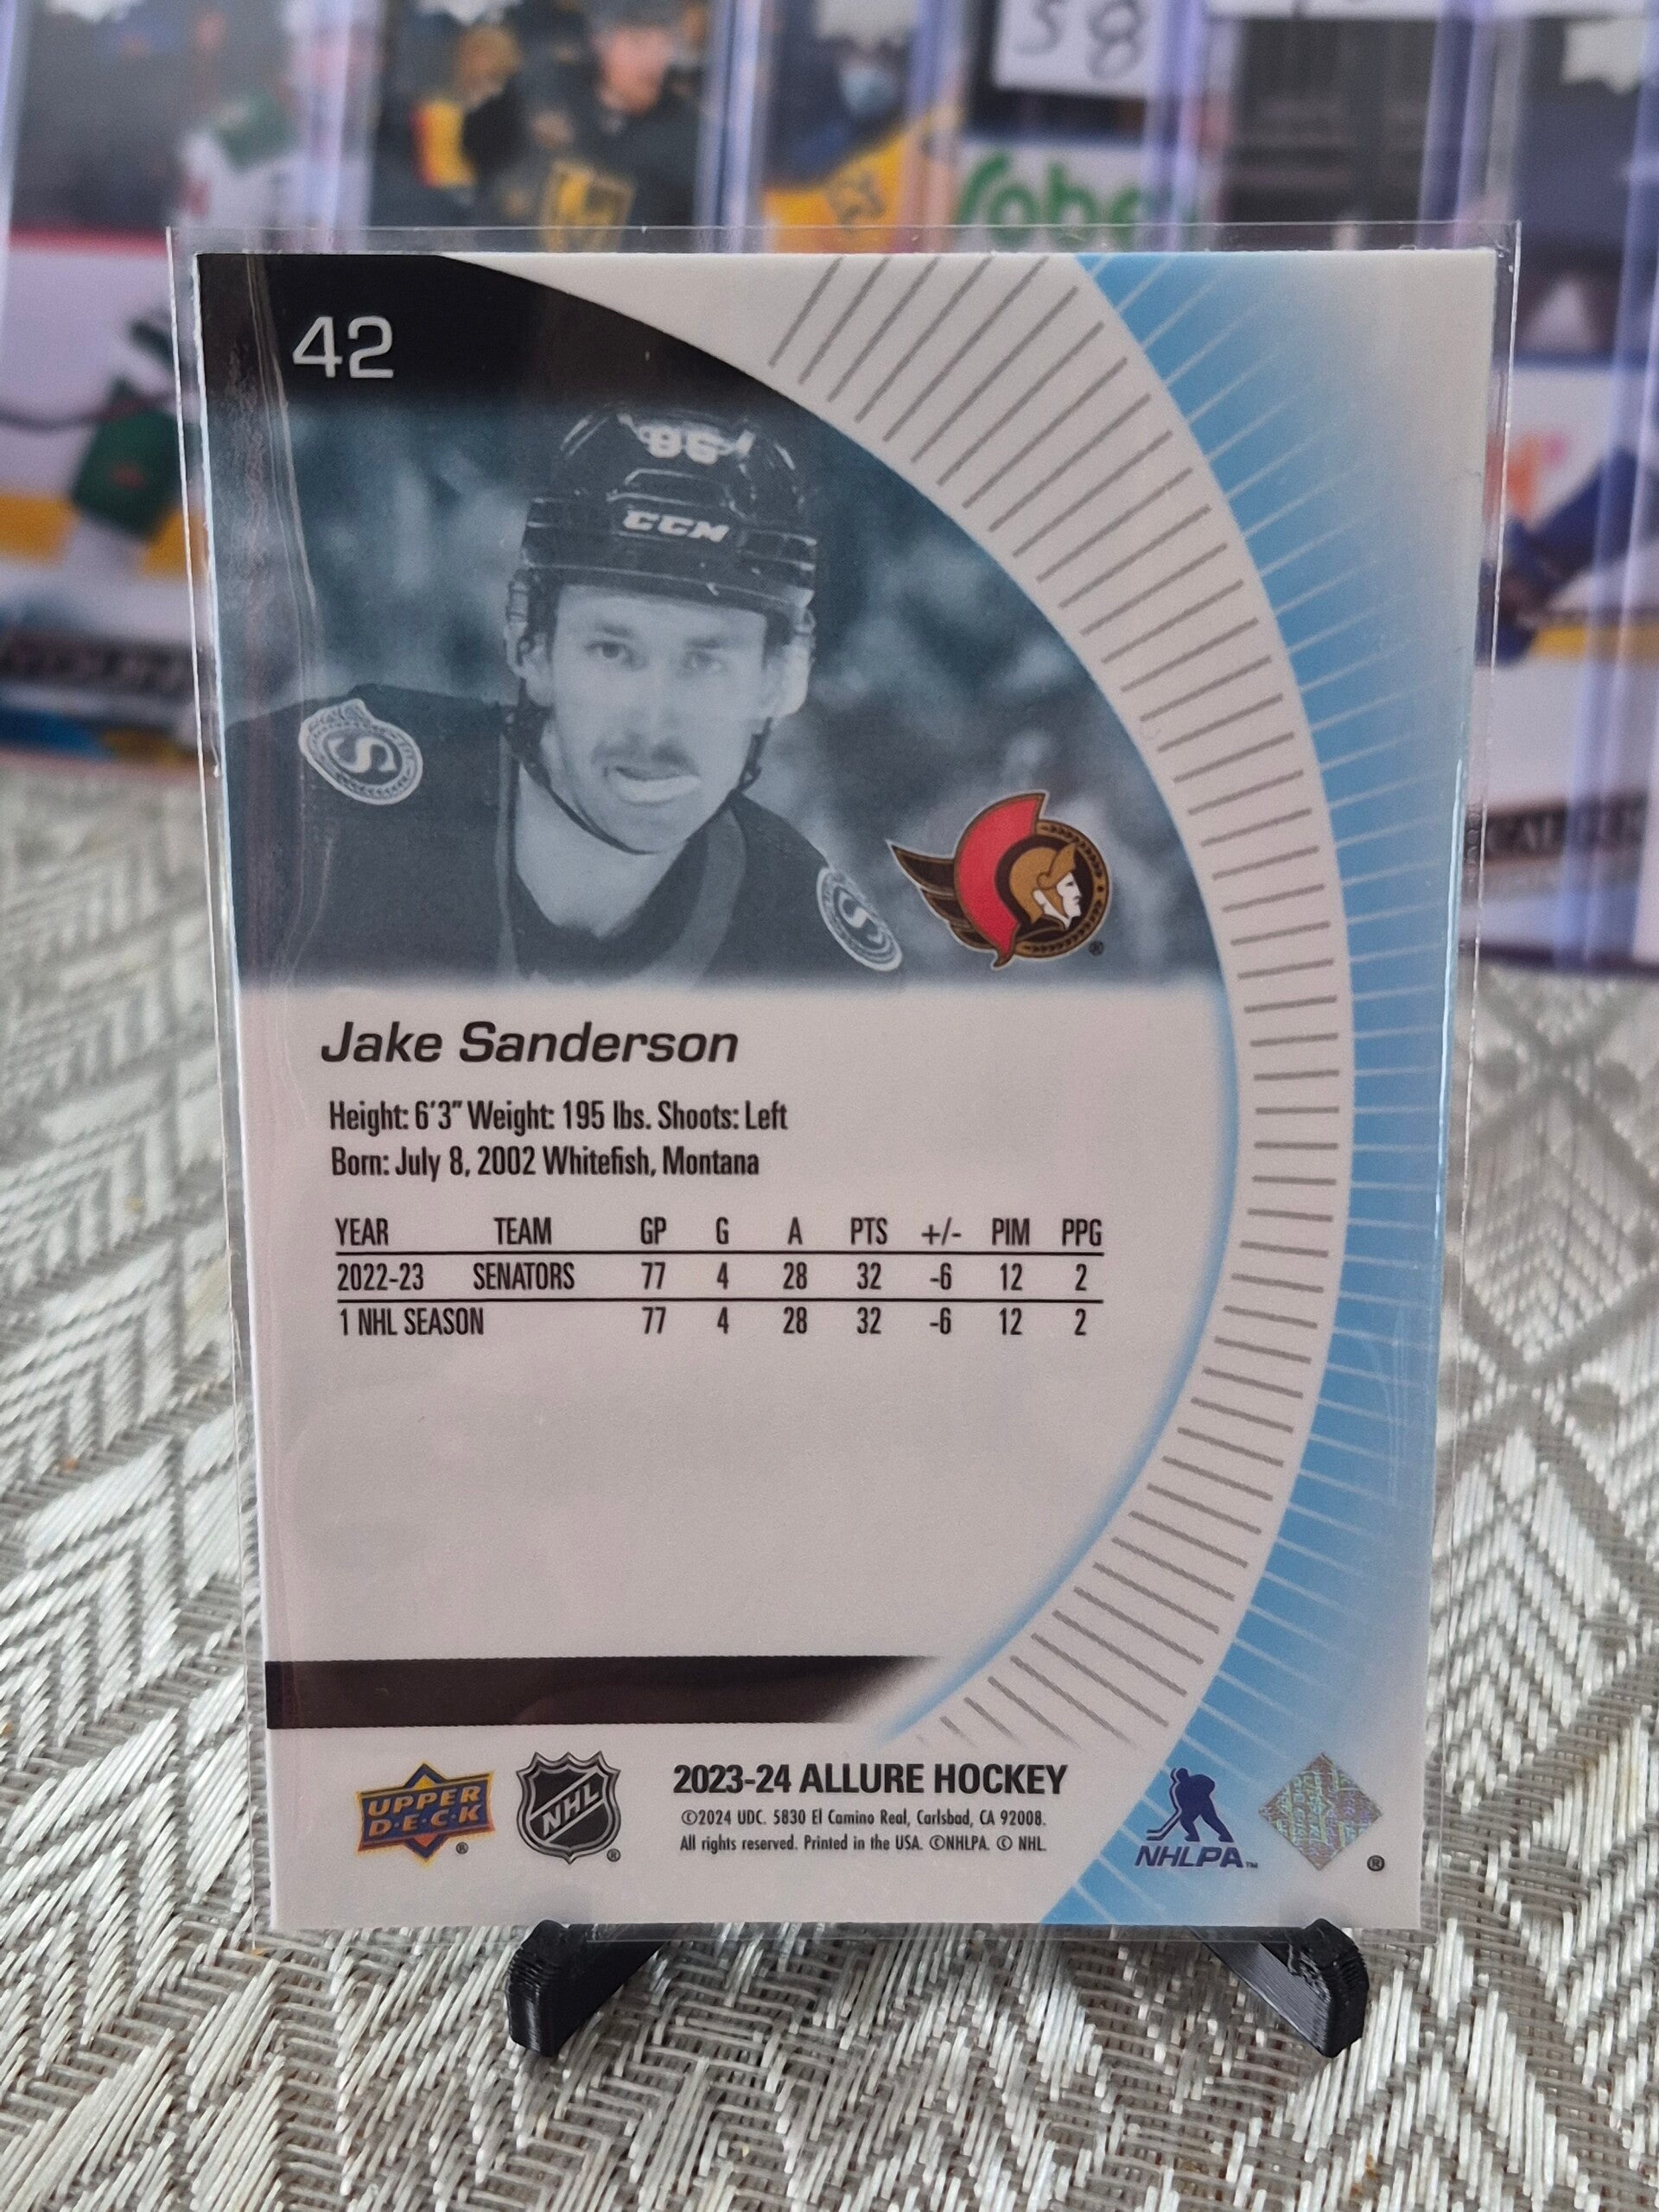 58
42
CCM
Jake Sanderson
Height: 6'3" Weight: 195 lbs. Shoots: Left
Born: July 8, 2002 Whitefish, Montana
YEAR TEAM GP G A PTS +/- PIM PPG
2022-23 SENATORS 77 4 28 32 -6 12 2
1 NHL SEASON 77 4 28 32 -6 12 2
UPPER DECK®
NHL®
2023-24 ALLURE HOCKEY
©2024 UDC. 5830 El Camino Real, Carlsbad, CA 92008.
All rights reserved. Printed in the USA. ©NHLPA. © NHL.
NHLPA™
®